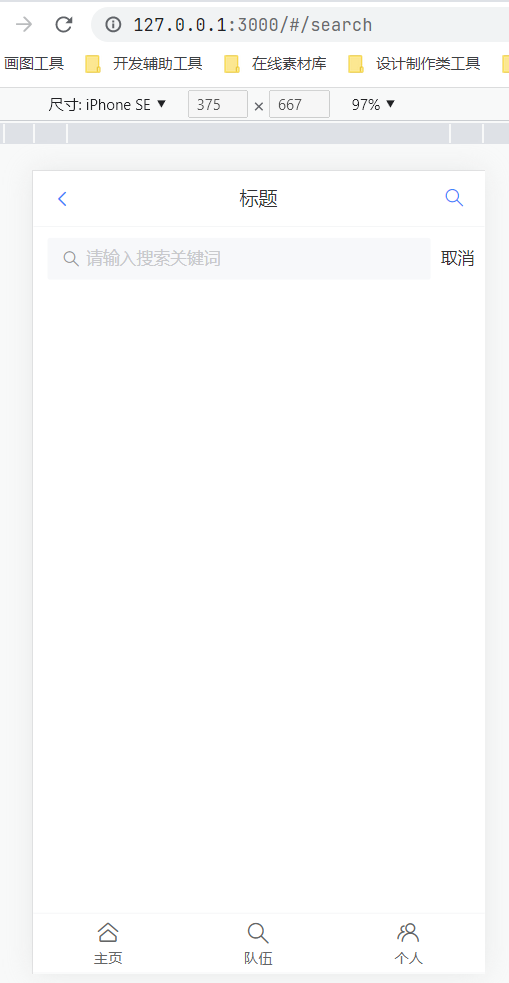 127.0.0.1:3000/#/search
画图工具 开发辅助工具 在线素材库 设计制作类工具
尺寸: iPhone SE ▼ 375 × 667 97% ▼
标题
请输入搜索关键词 取消
主页 队伍 个人